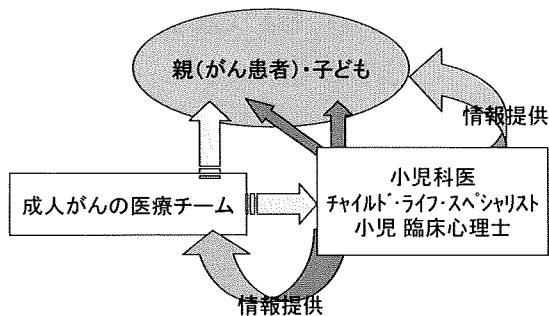 親(がん患者)・子ども
情報提供
成人がんの医療チーム
小児科医
ﾁｬｲﾙﾄﾞ･ﾗｲﾌ･ｽﾍﾟｼｬﾘｽﾄ
小児 臨床心理士
情報提供